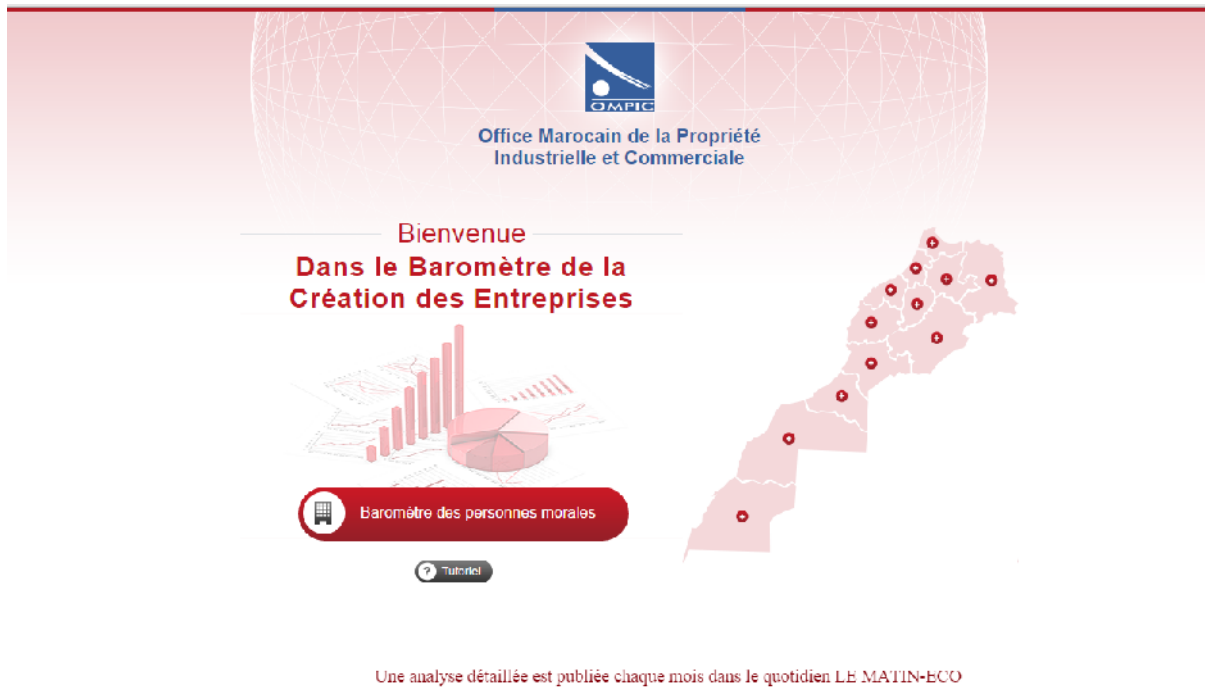 OMPIC
Office Marocain de la Propriété
Industrielle et Commerciale
Bienvenue
Dans le Baromètre de la
Création des Entreprises
Baromètre des personnes morales
? Tutoriel
Une analyse détaillée est publiée chaque mois dans le quotidien LE MATIN-ECO